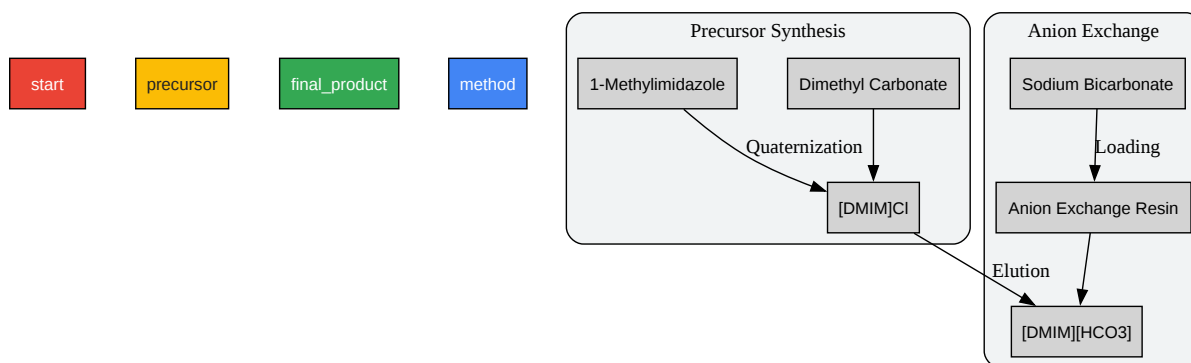 Precursor Synthesis
Anion Exchange
start
precursor
final_product
method
1-Methylimidazole
Dimethyl Carbonate
Sodium Bicarbonate
Quaternization
Loading
[DMIM]Cl
Anion Exchange Resin
Elution
[DMIM][HCO3]